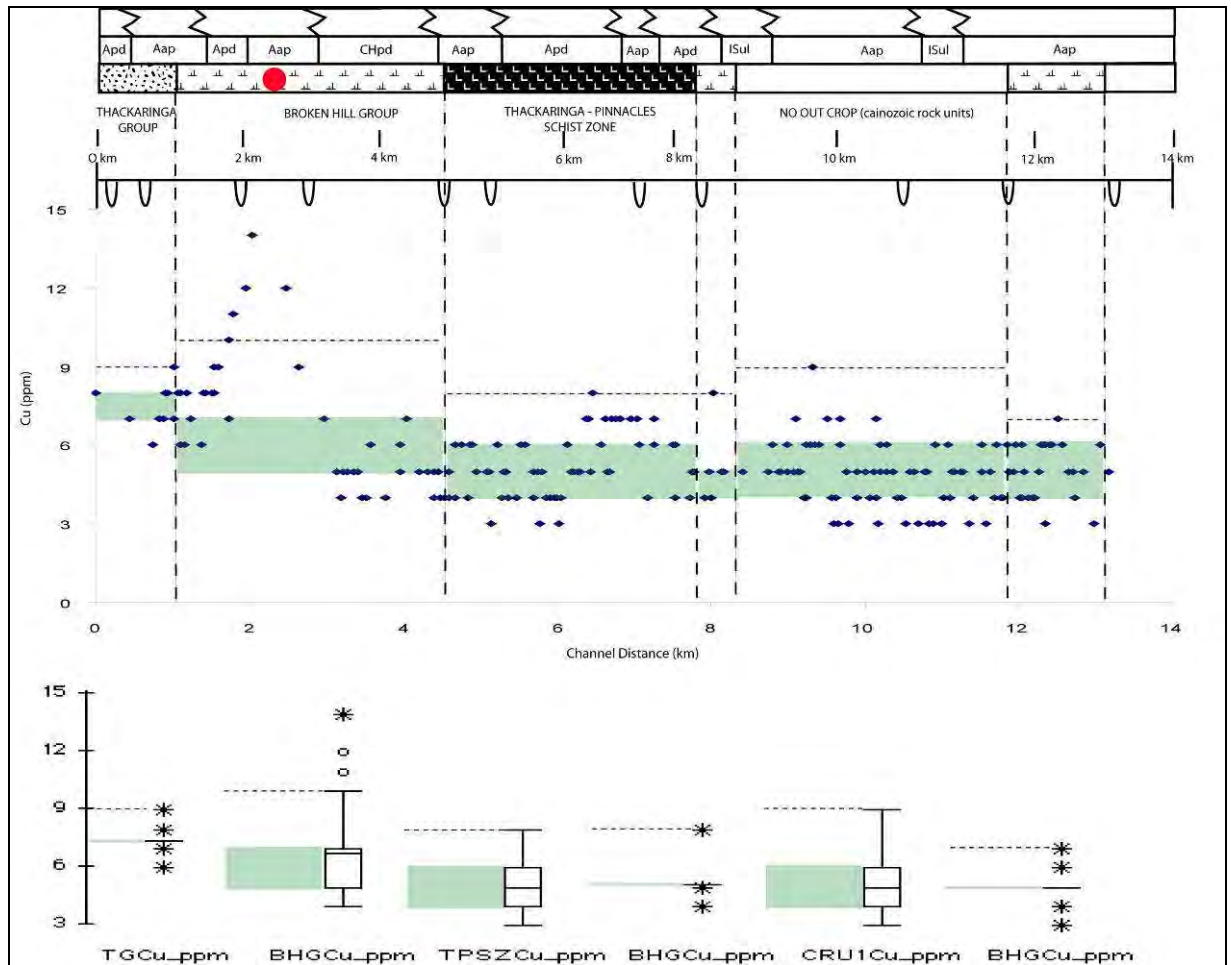 Apd Aap Apd Aap CHpd Aap Apd Aap Apd ISul Aap ISul Aap
THACKARINGA GROUP
BROKEN HILL GROUP
THACKARINGA - PINNACLES SCHIST ZONE
NO OUT CROP (cainozoic rock units)
0 km 2 km 4 km 6 km 8 km 10 km 12 km 14 km
15
12
9
6
3
0
Cu (ppm)
0 2 4 6 8 10 12 14
Channel Distance (km)
15
12
9
6
3
TGCu_ppm BHGCu_ppm TPSZCu_ppm BHGCu_ppm CRU1Cu_ppm BHGCu_ppm